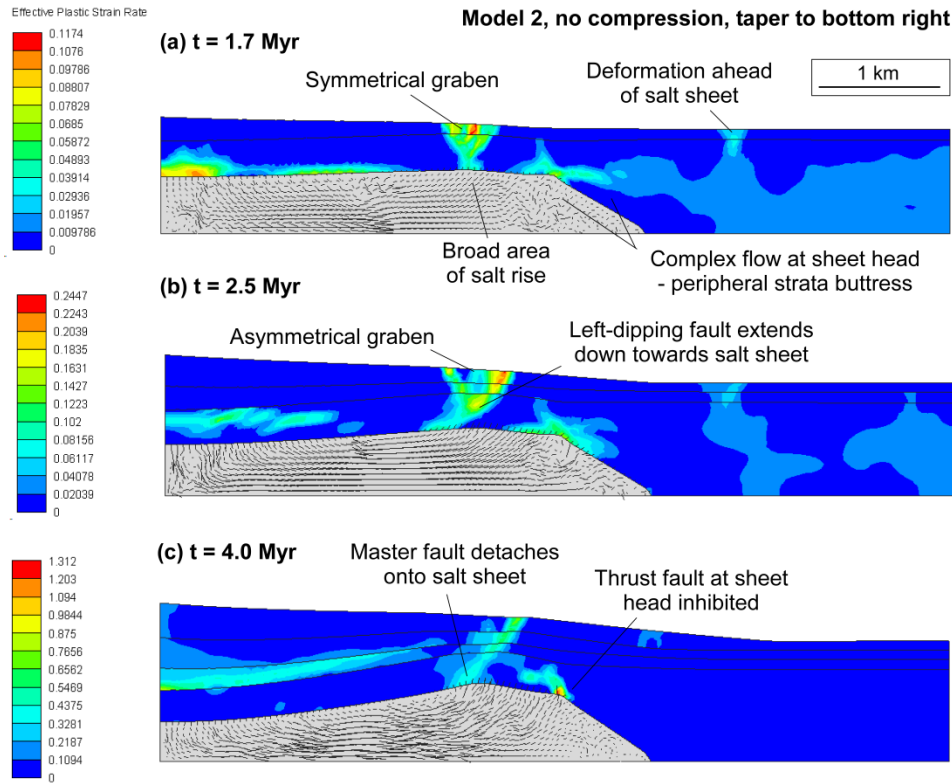 Effective Plastic Strain Rate
Model 2, no compression, taper to bottom right
(a) t = 1.7 Myr
0.1174
0.1076
0.09786
0.08807
0.0783
0.0685
0.05872
0.04893
0.03914
0.02936
0.01957
0.009786
0
Symmetrical graben
Deformation ahead
of salt sheet
1 km
Broad area
of salt rise
Complex flow at sheet head
- peripheral strata buttress
(b) t = 2.5 Myr
0.2447
0.2243
0.2039
0.1835
0.1631
0.1427
0.1223
0.102
0.08156
0.06117
0.04078
0.02039
0
Asymmetrical graben
Left-dipping fault extends
down towards salt sheet
(c) t = 4.0 Myr
1.312
1.203
1.094
0.9844
0.875
0.7656
0.6562
0.5469
0.4375
0.3281
0.2187
0.1094
0
Master fault detaches
onto salt sheet
Thrust fault at sheet
head inhibited